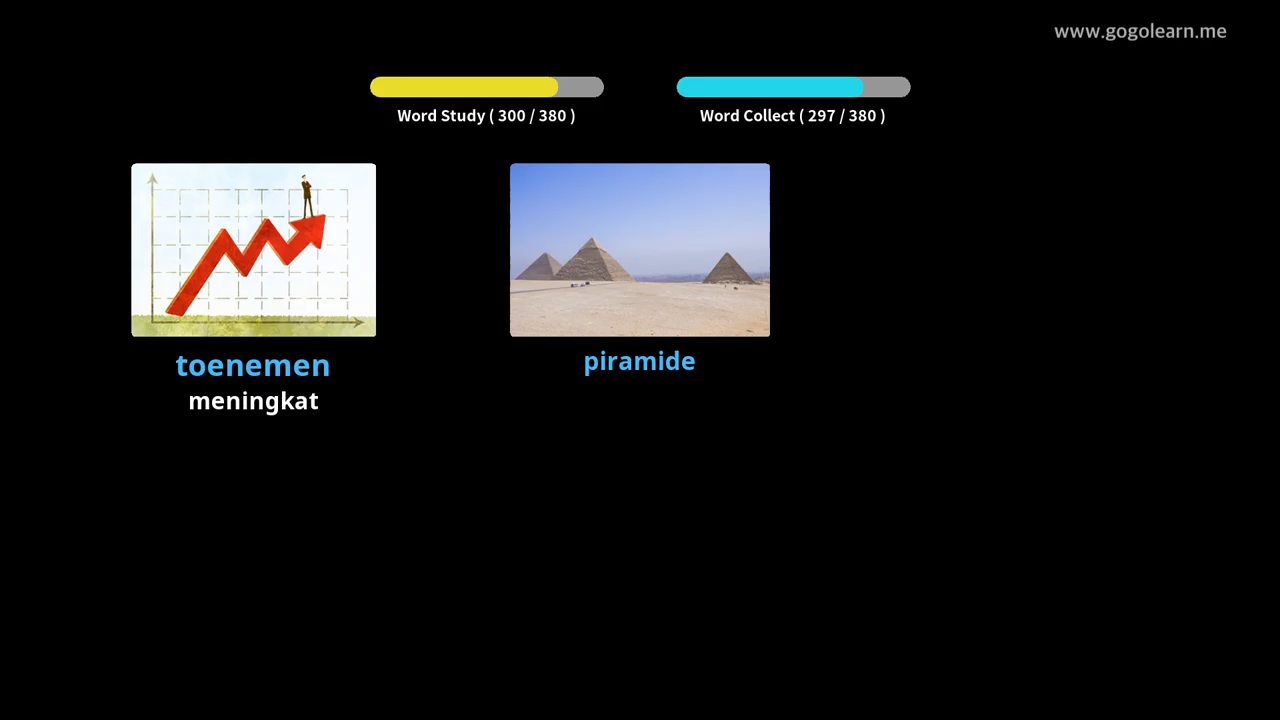 www.gogolearn.me
Word Study ( 300 / 380 )
Word Collect ( 297 / 380 )
toenemen
meningkat
piramide